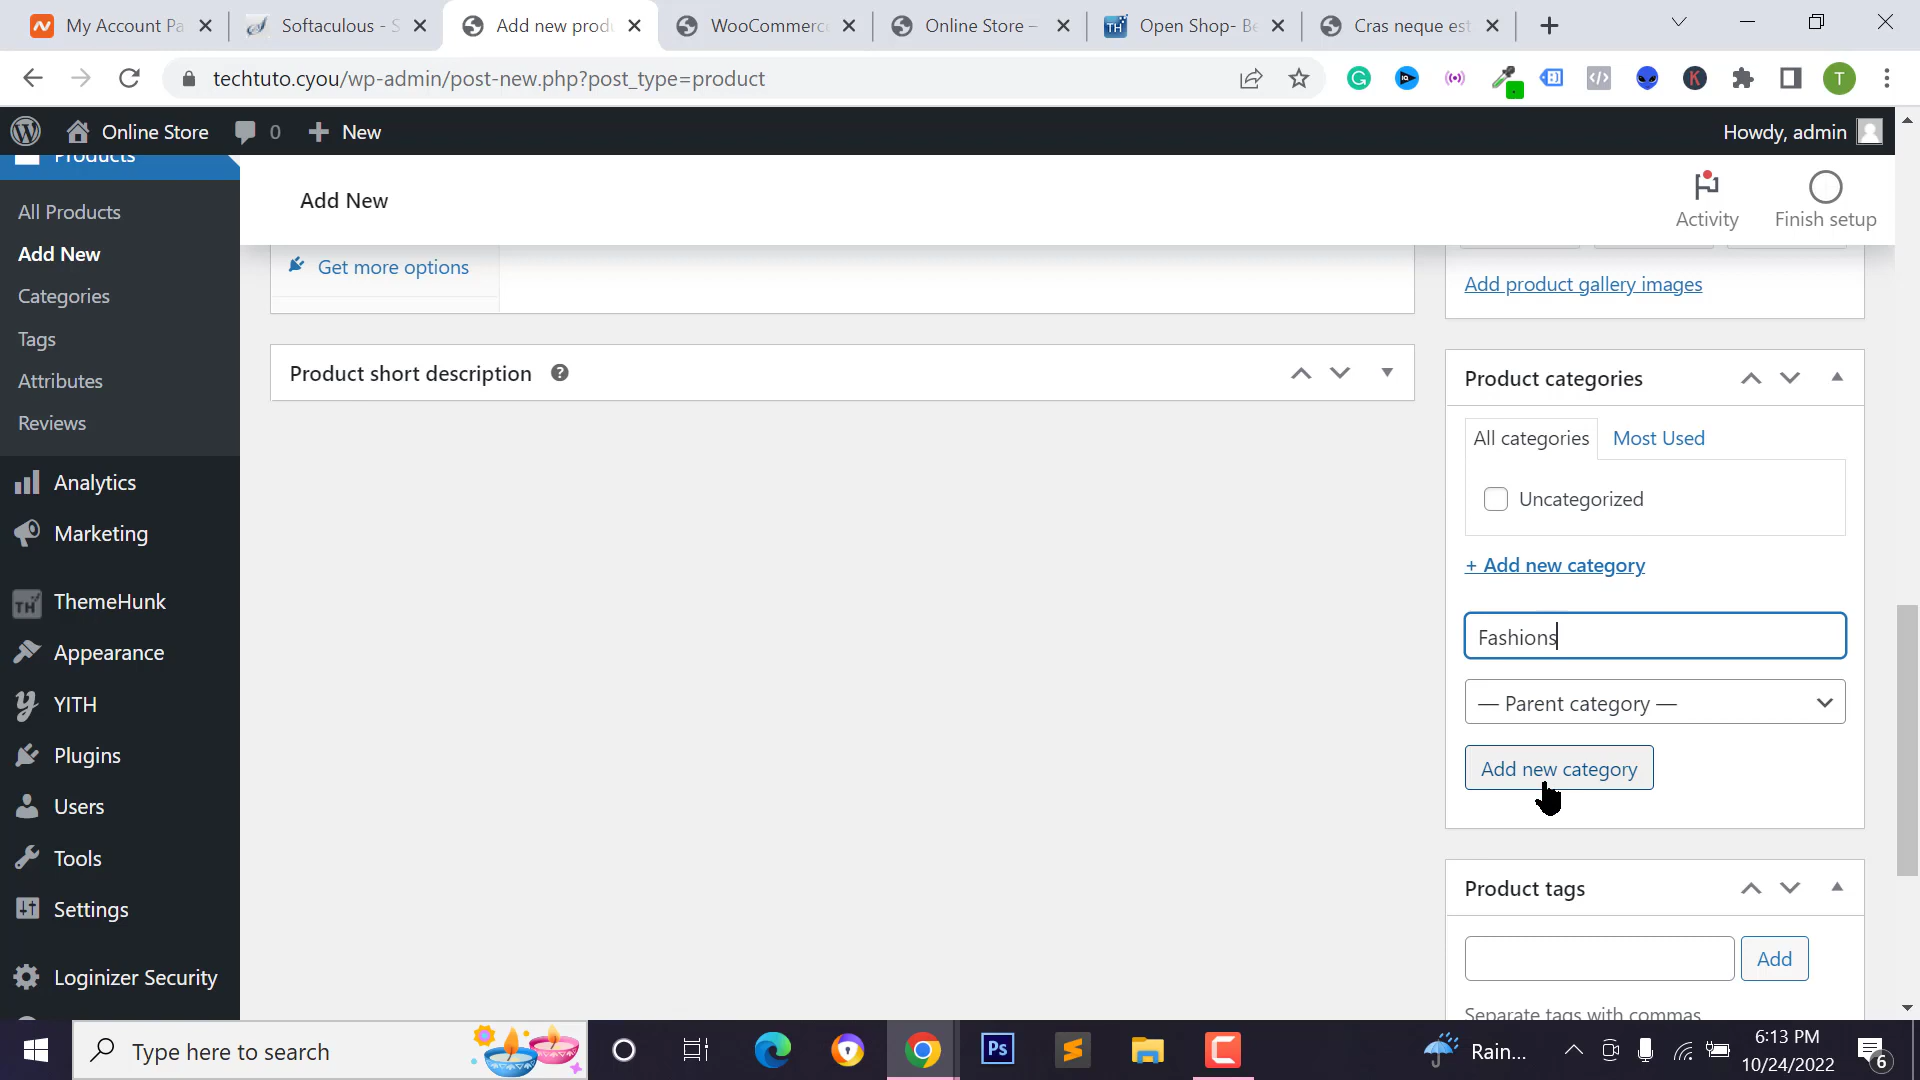 My Account Pa
Softaculous - S
Add new produ
WooCommerc
Online Store –
Open Shop- Be
Cras neque est
techtuto.cyou/wp-admin/post-new.php?post_type=product
Online Store
0
New
Howdy, admin
Products
Add New
Activity
Finish setup
All Products
Add New
Categories
Tags
Attributes
Reviews
Analytics
Marketing
ThemeHunk
Appearance
YITH
Plugins
Users
Tools
Settings
Loginizer Security
Get more options
Product short description
Add product gallery images
Product categories
All categories
Most Used
Uncategorized
+ Add new category
Fashions
— Parent category —
Add new category
Product tags
Add
Separate tags with commas
Type here to search
Ps
Rain...
6:13 PM
10/24/2022
6